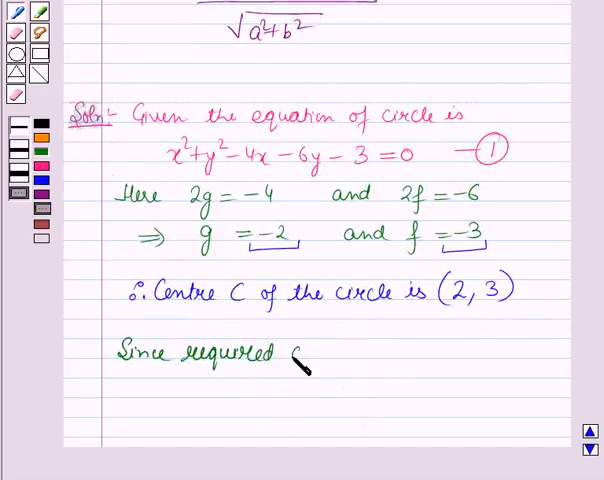 √a²+b²
Soln:- Given the equation of circle is
x²+y²-4x-6y-3=0 —①
Here 2g=-4 and 2f=-6
⇒ g=-2 and f=-3
∴ Centre C of the circle is (2, 3)
Since required c